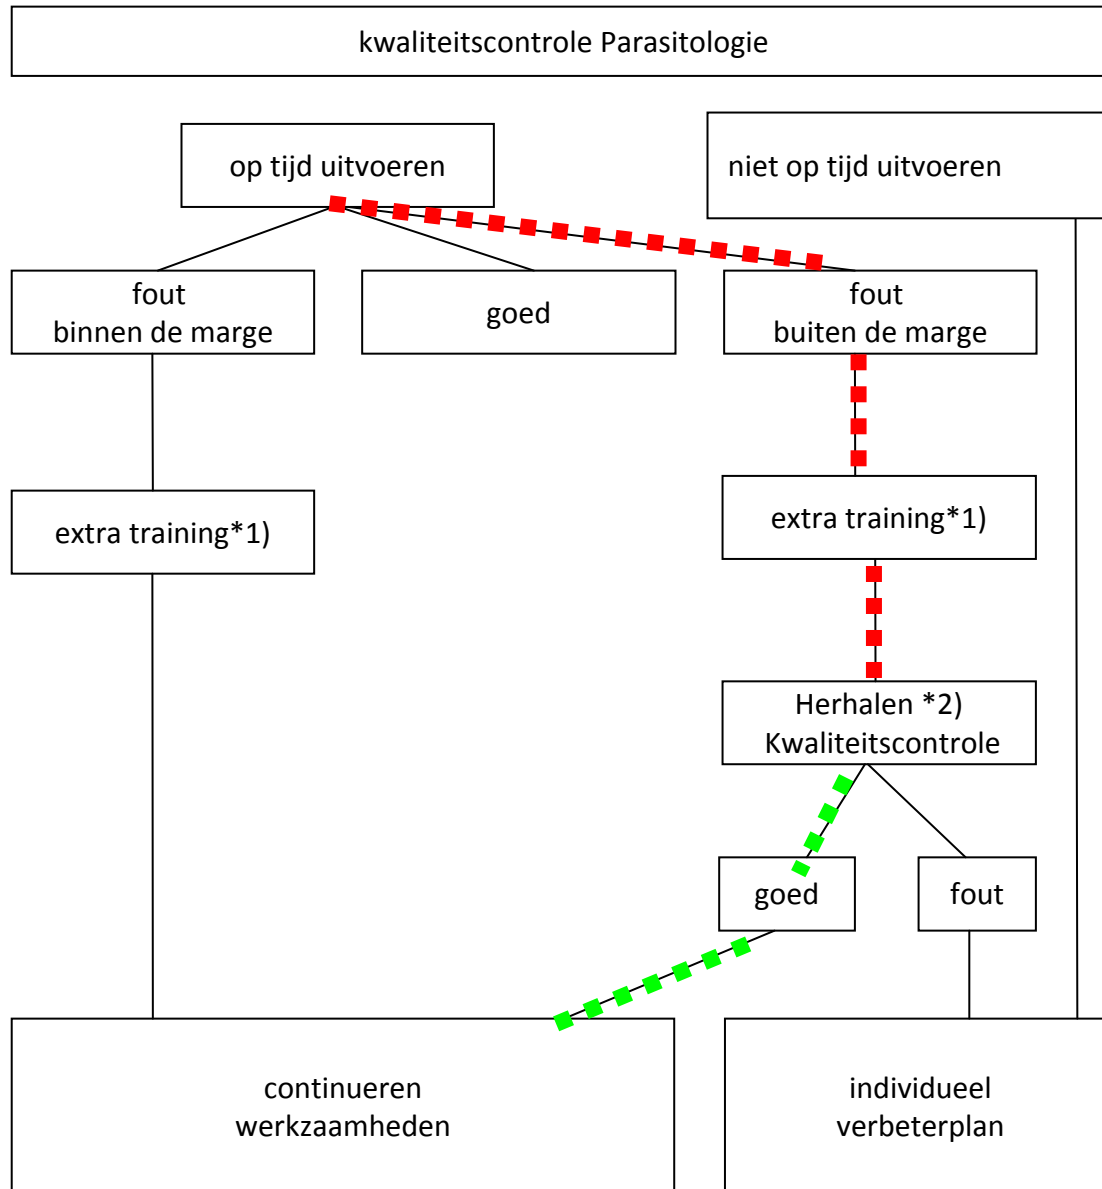 kwaliteitscontrole Parasitologie
op tijd uitvoeren
niet op tijd uitvoeren
fout
binnen de marge
goed
fout
buiten de marge
extra training*1)
extra training*1)
Herhalen *2)
Kwaliteitscontrole
goed
fout
continueren
werkzaamheden
individueel
verbeterplan